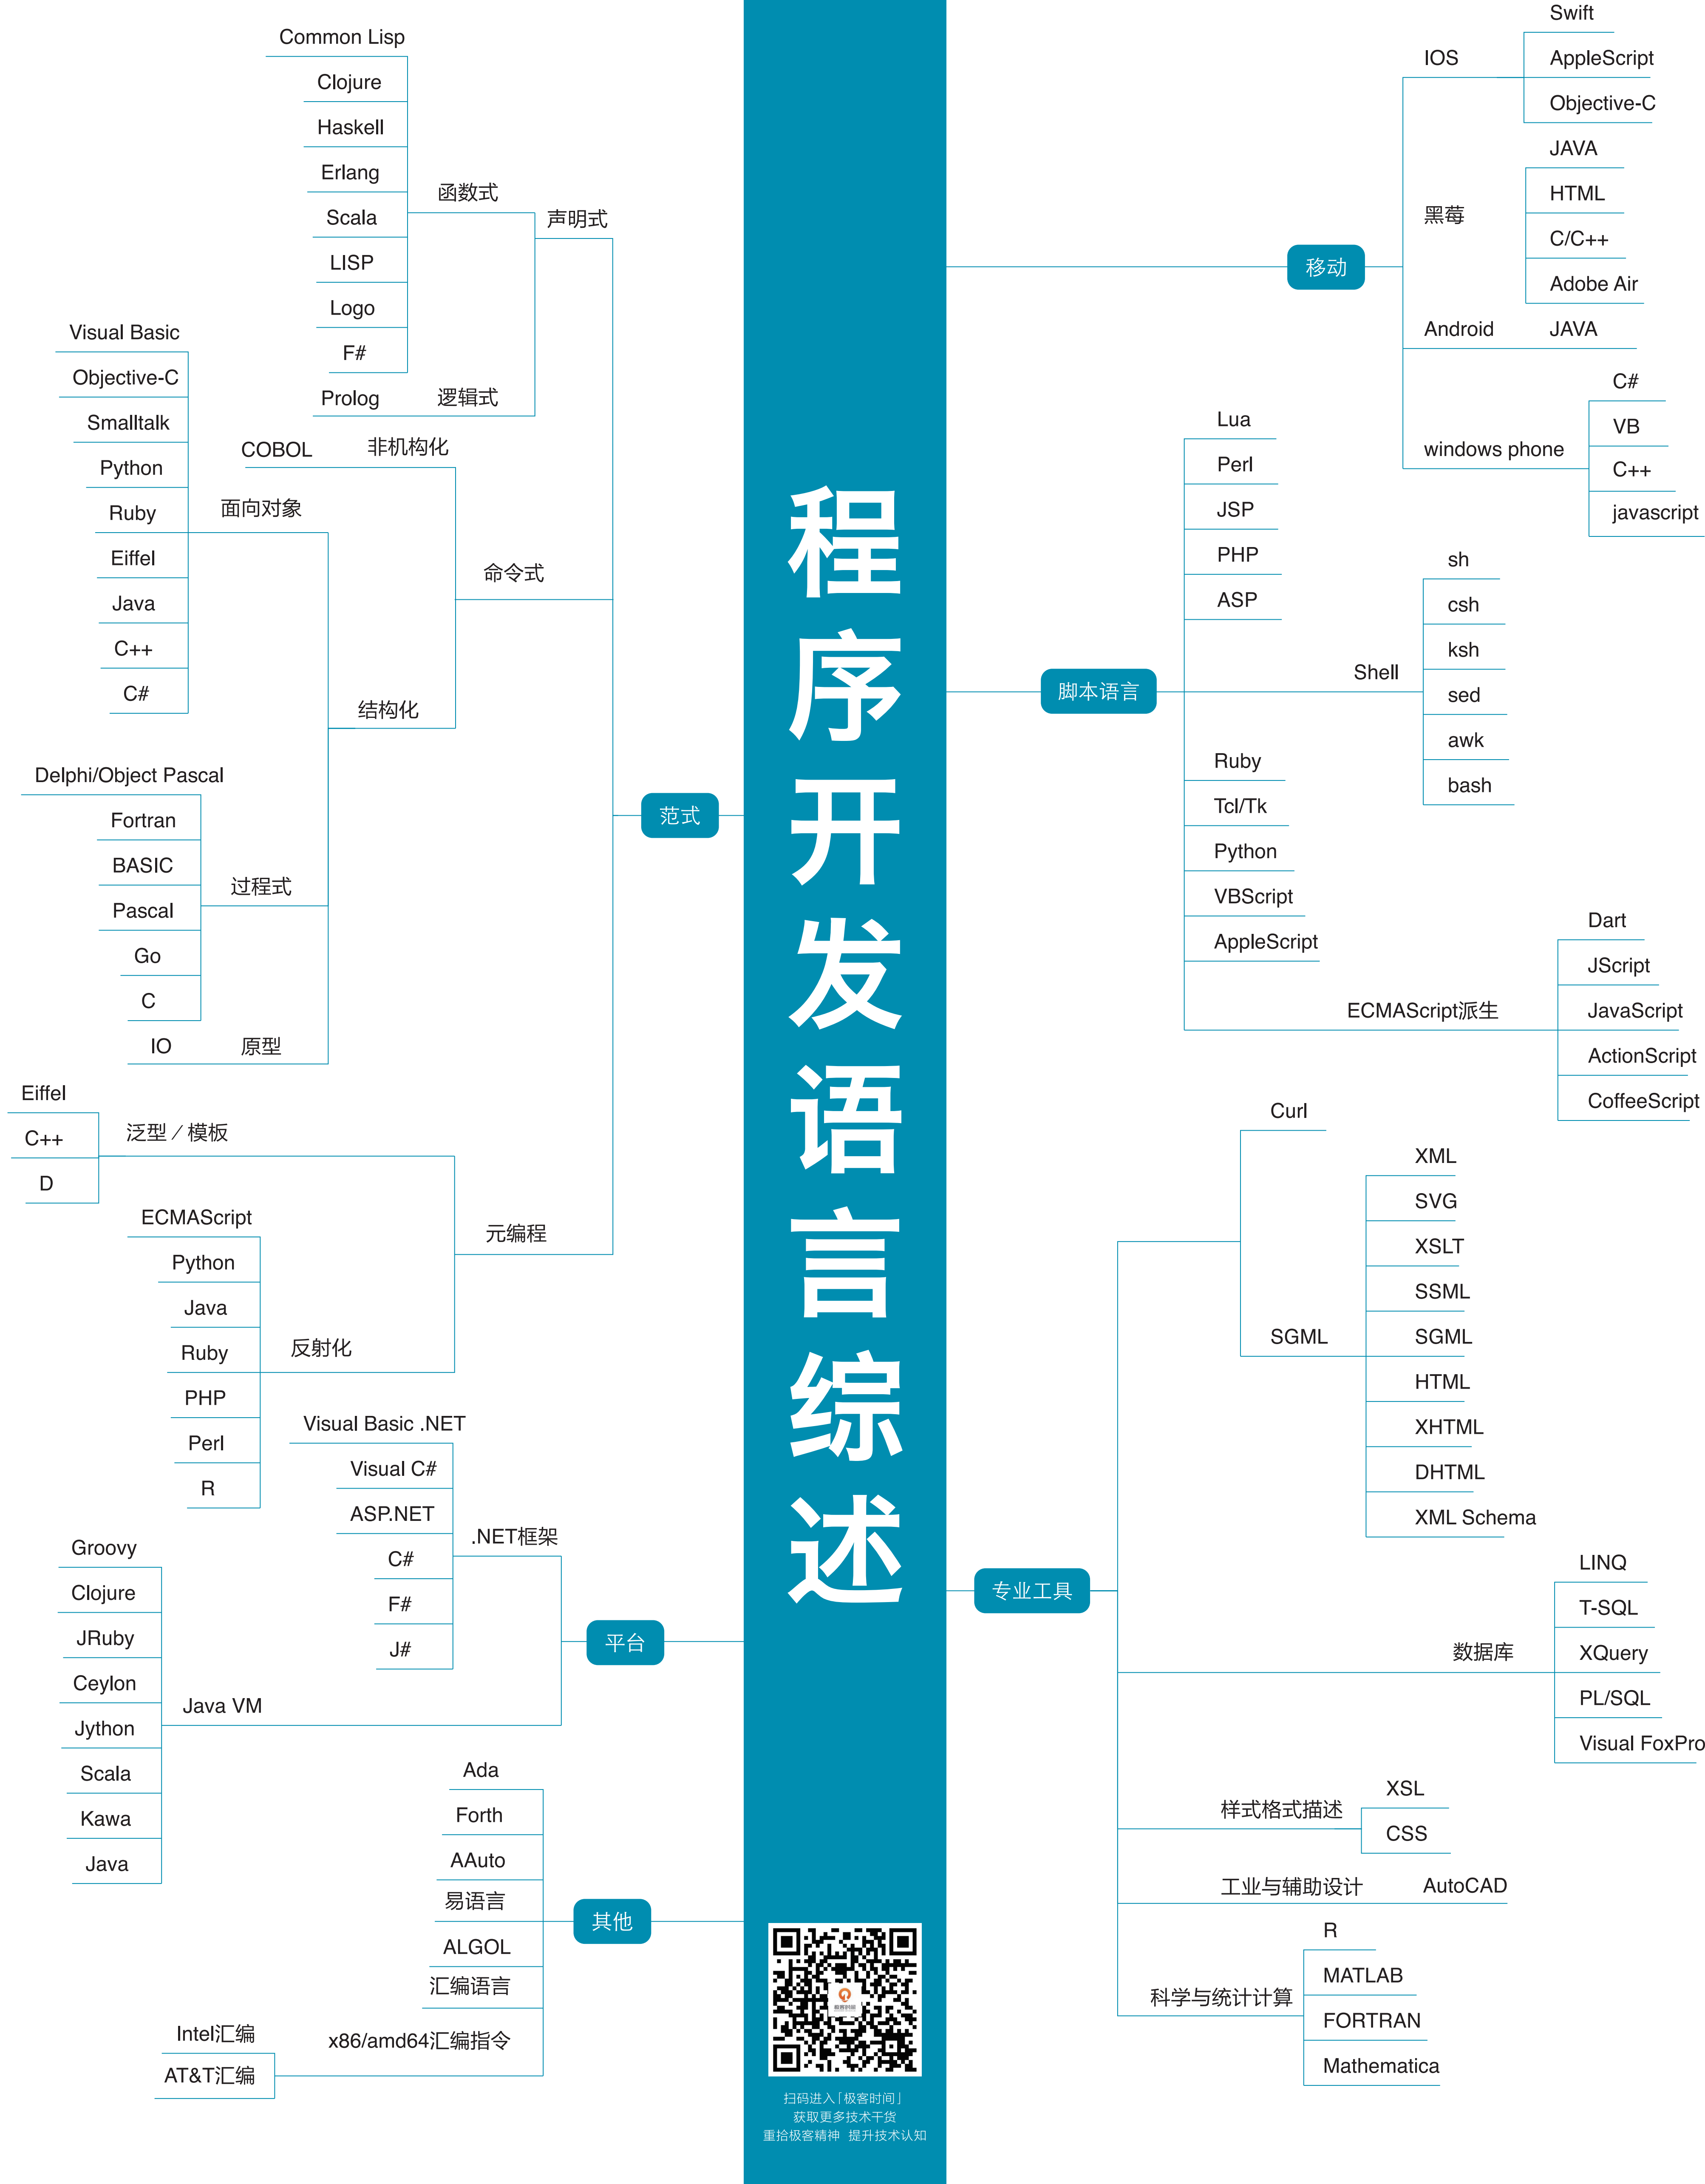 程序开发语言综述
范式
声明式
函数式
Common Lisp
Clojure
Haskell
Erlang
Scala
LISP
Logo
F#
逻辑式
Prolog
命令式
非机构化
COBOL
结构化
面向对象
Visual Basic
Objective-C
Smalltalk
Python
Ruby
Eiffel
Java
C++
C#
过程式
Delphi/Object Pascal
Fortran
BASIC
Pascal
Go
C
原型
IO
元编程
泛型／模板
Eiffel
C++
D
反射化
ECMAScript
Python
Java
Ruby
PHP
Perl
R
平台
.NET框架
Visual Basic .NET
Visual C#
ASP.NET
C#
F#
J#
Java VM
Groovy
Clojure
JRuby
Ceylon
Jython
Scala
Kawa
Java
其他
Ada
Forth
AAuto
易语言
ALGOL
汇编语言
x86/amd64汇编指令
Intel汇编
AT&T汇编
移动
IOS
Swift
AppleScript
Objective-C
黑莓
JAVA
HTML
C/C++
Adobe Air
Android
JAVA
windows phone
C#
VB
C++
javascript
脚本语言
Lua
Perl
JSP
PHP
ASP
Shell
sh
csh
ksh
sed
awk
bash
Ruby
Tcl/Tk
Python
VBScript
AppleScript
ECMAScript派生
Dart
JScript
JavaScript
ActionScript
CoffeeScript
专业工具
Curl
SGML
XML
SVG
XSLT
SSML
SGML
HTML
XHTML
DHTML
XML Schema
数据库
LINQ
T-SQL
XQuery
PL/SQL
Visual FoxPro
样式格式描述
XSL
CSS
工业与辅助设计
AutoCAD
科学与统计计算
R
MATLAB
FORTRAN
Mathematica
极客时间
扫码进入「极客时间」
获取更多技术干货
重拾极客精神 提升技术认知